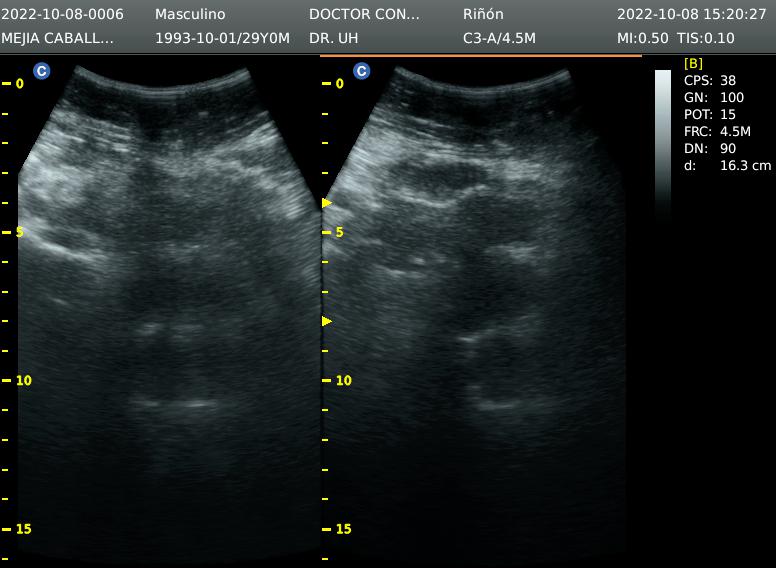 2022-10-08-0006 Masculino DOCTOR CON... Riñón 2022-10-08 15:20:27
MEJIA CABALL... 1993-10-01/29Y0M DR. UH C3-A/4.5M MI:0.50 TIS:0.10
C
C
[B]
CPS: 38
GN: 100
POT: 15
FRC: 4.5M
DN: 90
d: 16.3 cm
0
5
10
15
0
5
10
15